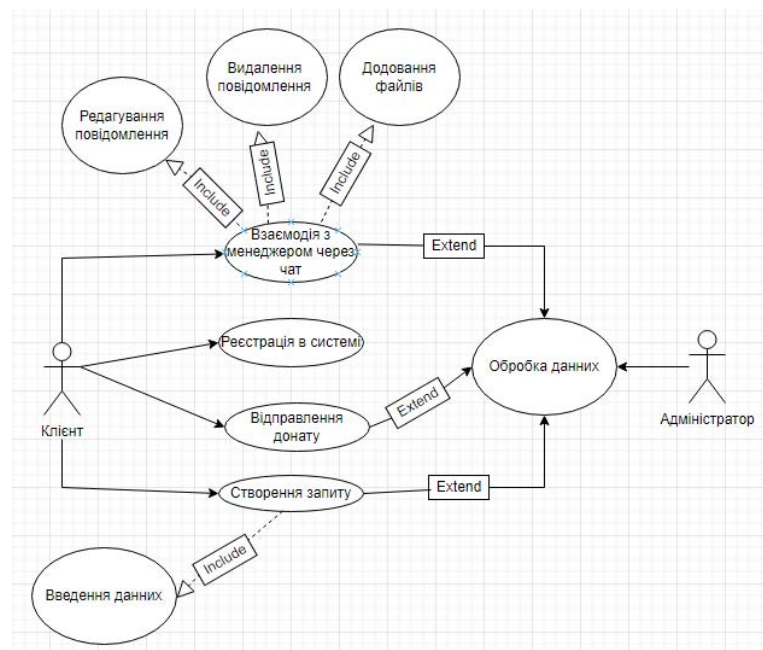 Видалення
повідомлення
Додовання
файлів
Редагування
повідомлення
Include
Include
Include
Взаємодія з
менеджером через
чат
Extend
Реєстрація в системі
Обробка данних
Клієнт
Адміністратор
Відправлення
донату
Extend
Створення запиту
Extend
Include
Введення данних